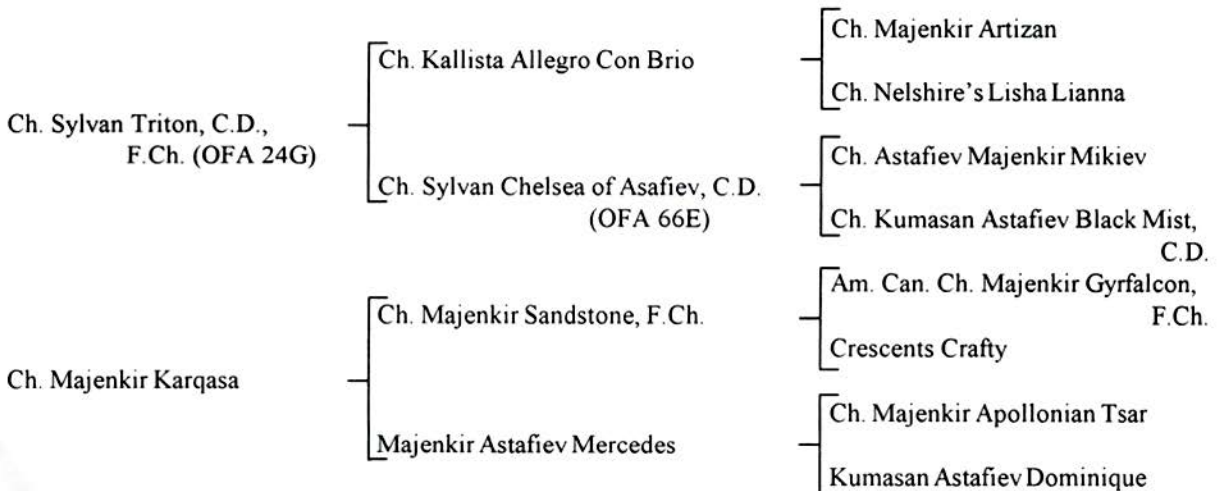 Ch. Majenkir Artizan
Ch. Kallista Allegro Con Brio
Ch. Nelshire's Lisha Lianna
Ch. Sylvan Triton, C.D.,
F.Ch. (OFA 24G)
Ch. Astafiev Majenkir Mikiev
Ch. Sylvan Chelsea of Asafiev, C.D.
(OFA 66E)
Ch. Kumasan Astafiev Black Mist,
C.D.
Am. Can. Ch. Majenkir Gyrfalcon,
F.Ch.
Ch. Majenkir Sandstone, F.Ch.
Crescents Crafty
Ch. Majenkir Karqasa
Ch. Majenkir Apollonian Tsar
Majenkir Astafiev Mercedes
Kumasan Astafiev Dominique